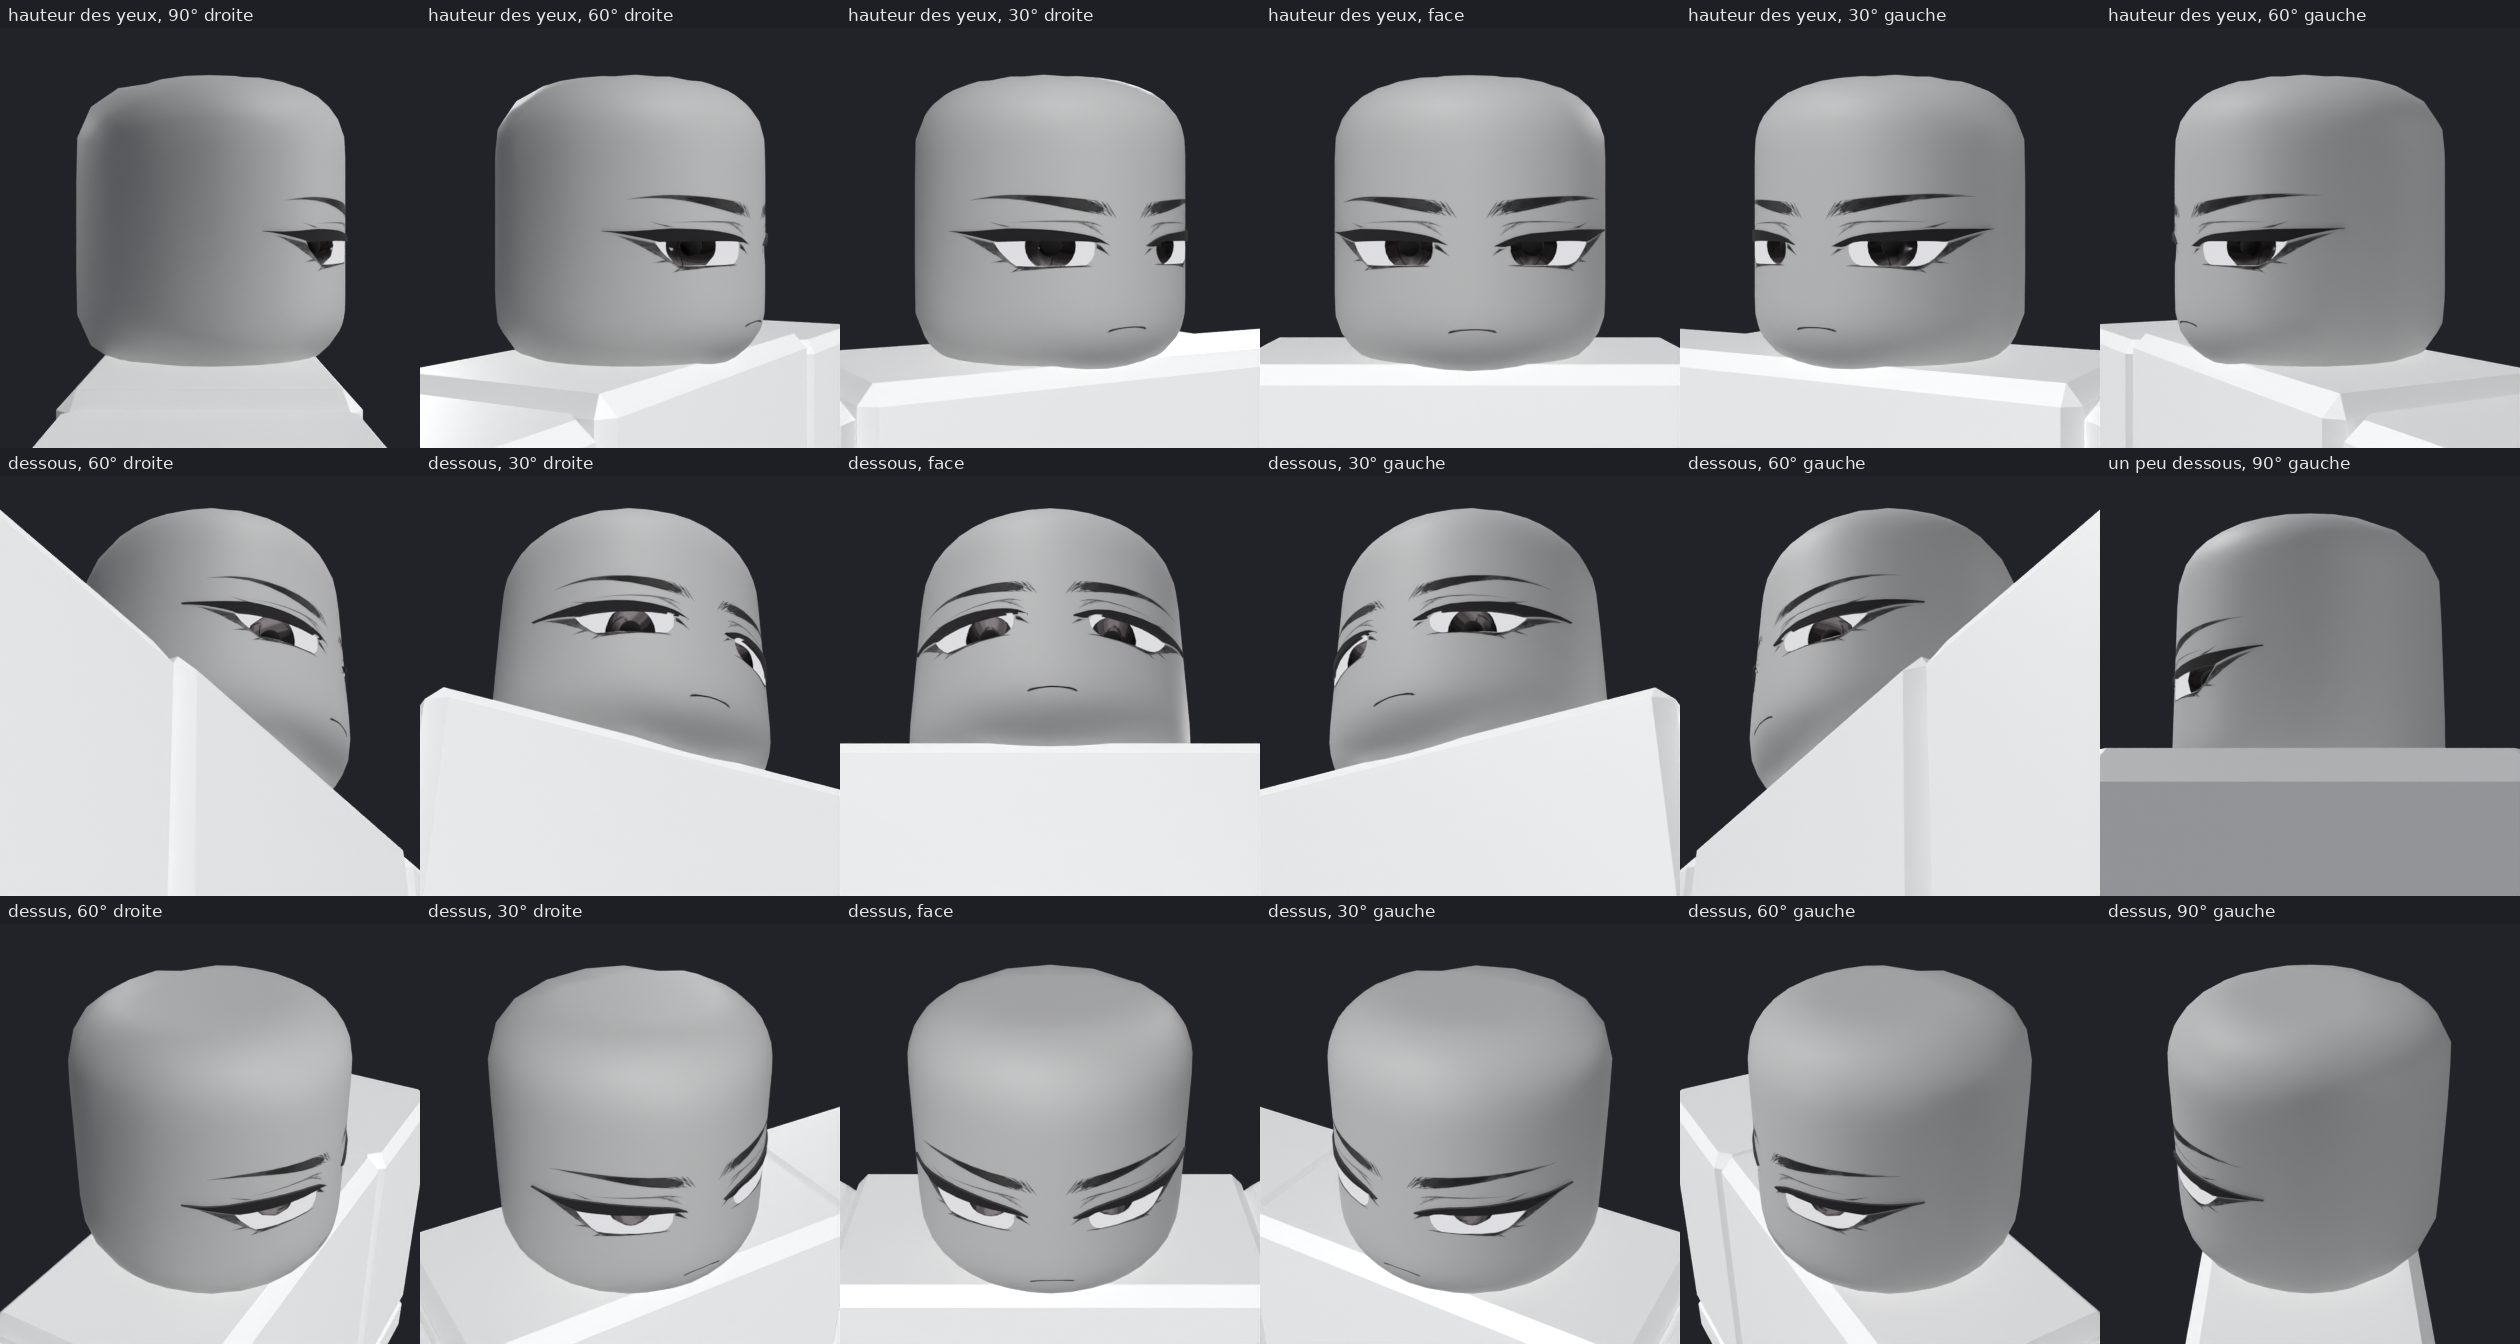 hauteur des yeux, 90° droite
hauteur des yeux, 60° droite
hauteur des yeux, 30° droite
hauteur des yeux, face
hauteur des yeux, 30° gauche
hauteur des yeux, 60° gauche
dessous, 60° droite
dessous, 30° droite
dessous, face
dessous, 30° gauche
dessous, 60° gauche
un peu dessous, 90° gauche
dessus, 60° droite
dessus, 30° droite
dessus, face
dessus, 30° gauche
dessus, 60° gauche
dessus, 90° gauche